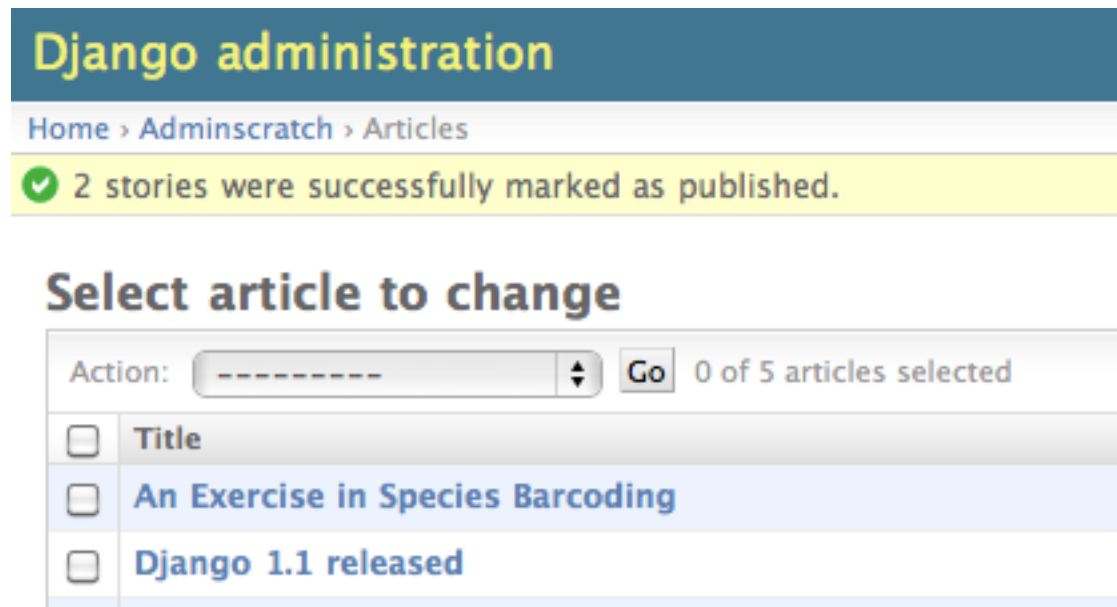 Django administration
Home › Adminscratch › Articles
2 stories were successfully marked as published.
Select article to change
Action: --------- Go 0 of 5 articles selected
Title
An Exercise in Species Barcoding
Django 1.1 released